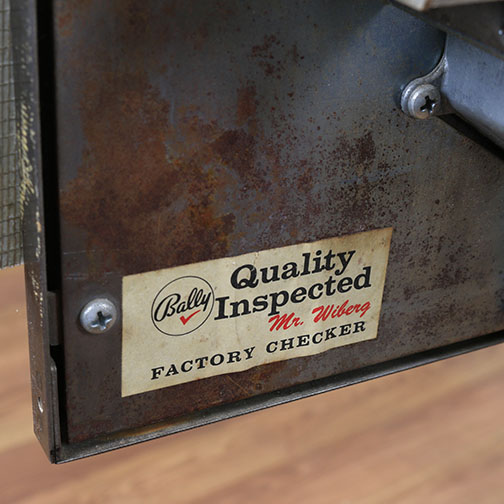 Bally
Quality
Inspected
Mr. Wiberg
FACTORY CHECKER